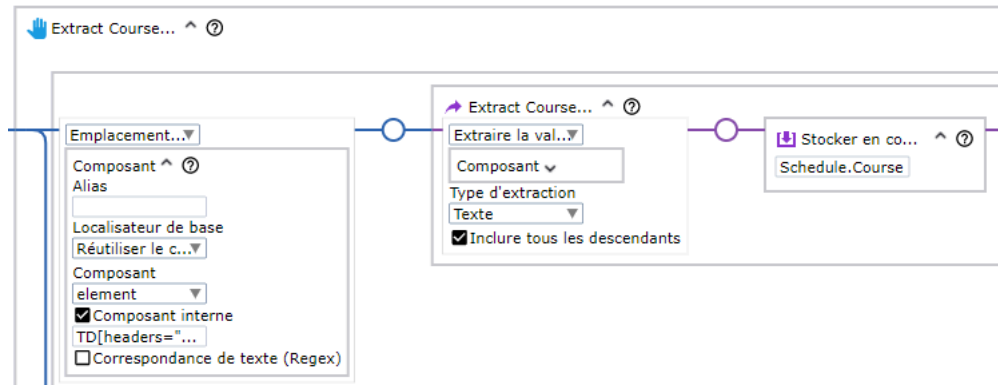 Extract Course...
Extract Course...
Emplacement...
Extraire la val...
Stocker en co...
Composant
Composant
Schedule.Course
Alias
Type d'extraction
Localisateur de base
Texte
Réutiliser le c...
Inclure tous les descendants
Composant
element
Composant interne
TD[headers="...
Correspondance de texte (Regex)